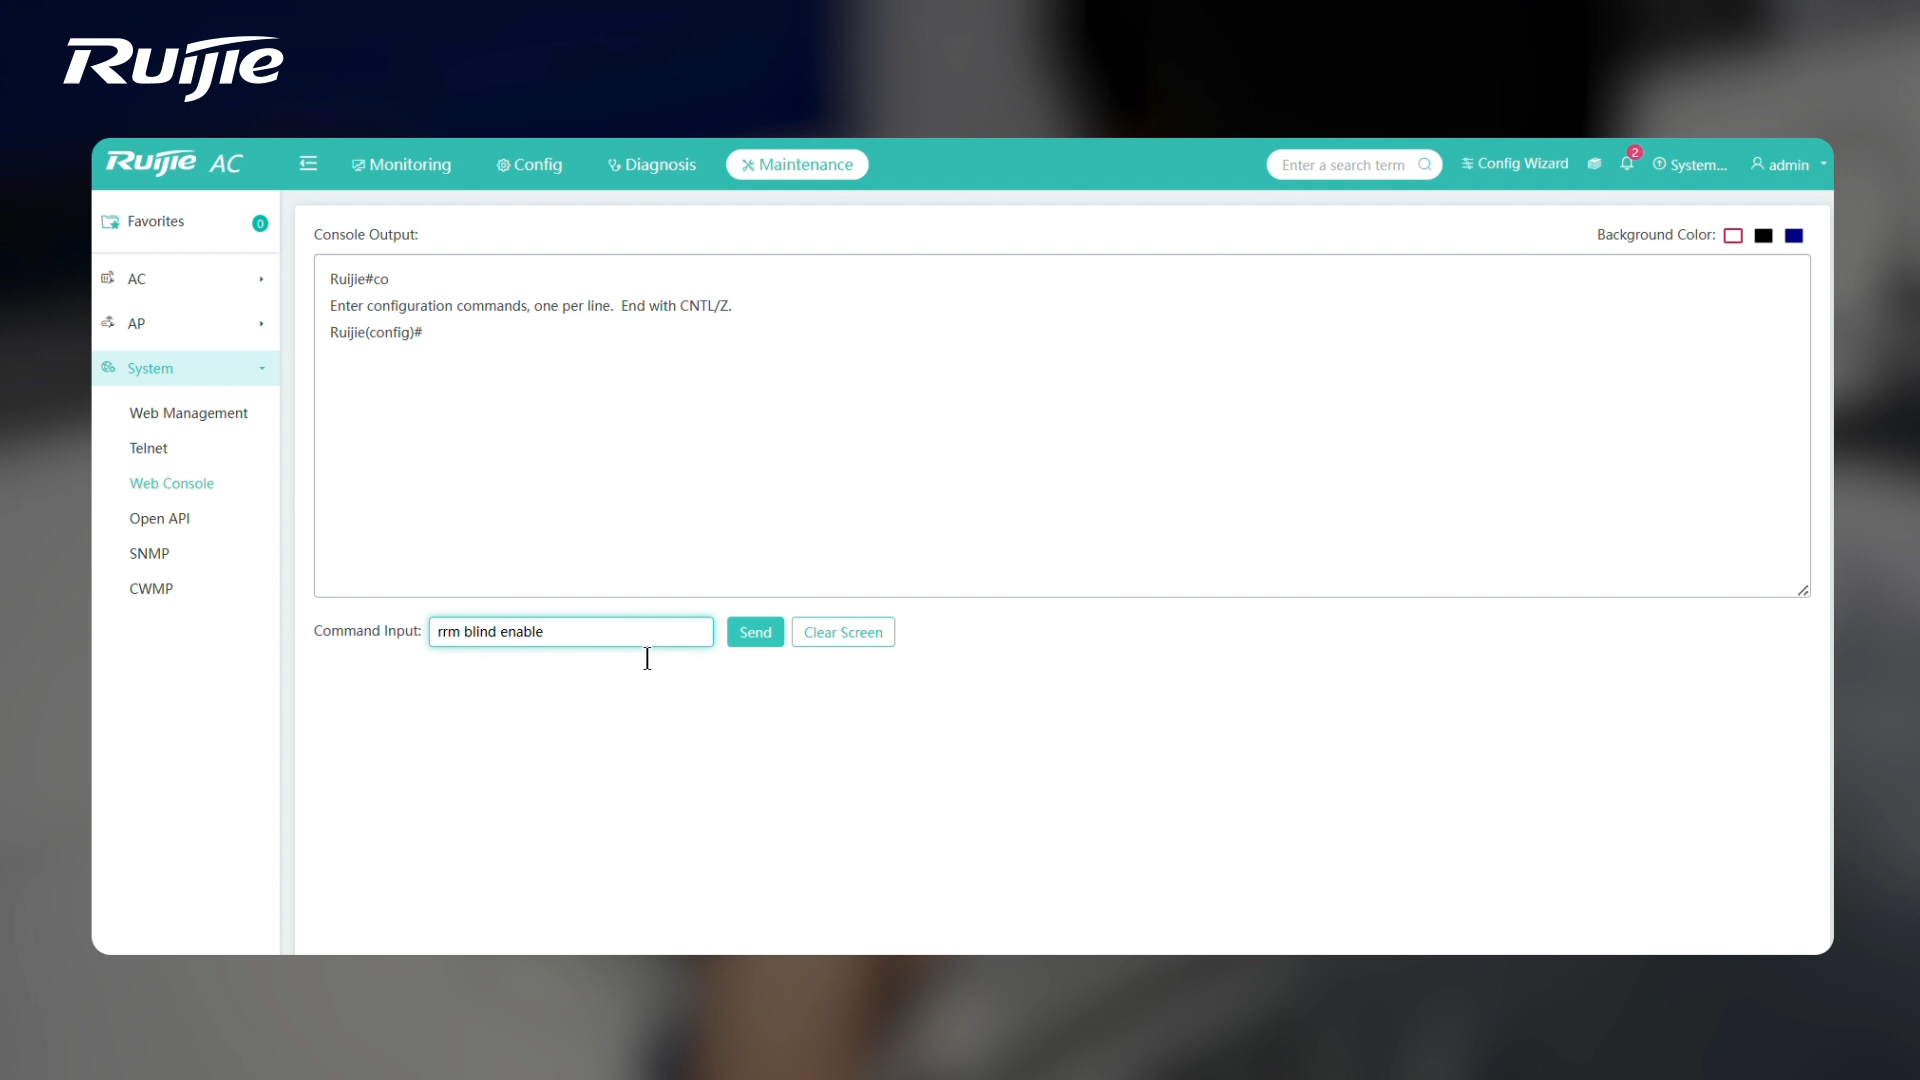 Ruijie
Ruijie AC
Monitoring
Config
Diagnosis
Maintenance
Enter a search term
Config Wizard
2
System...
admin
Favorites
0
AC
AP
System
Web Management
Telnet
Web Console
Open API
SNMP
CWMP
Console Output:
Background Color:
Ruijie#co
Enter configuration commands, one per line.  End with CNTL/Z.
Ruijie(config)#
Command Input:
rrm blind enable
Send
Clear Screen